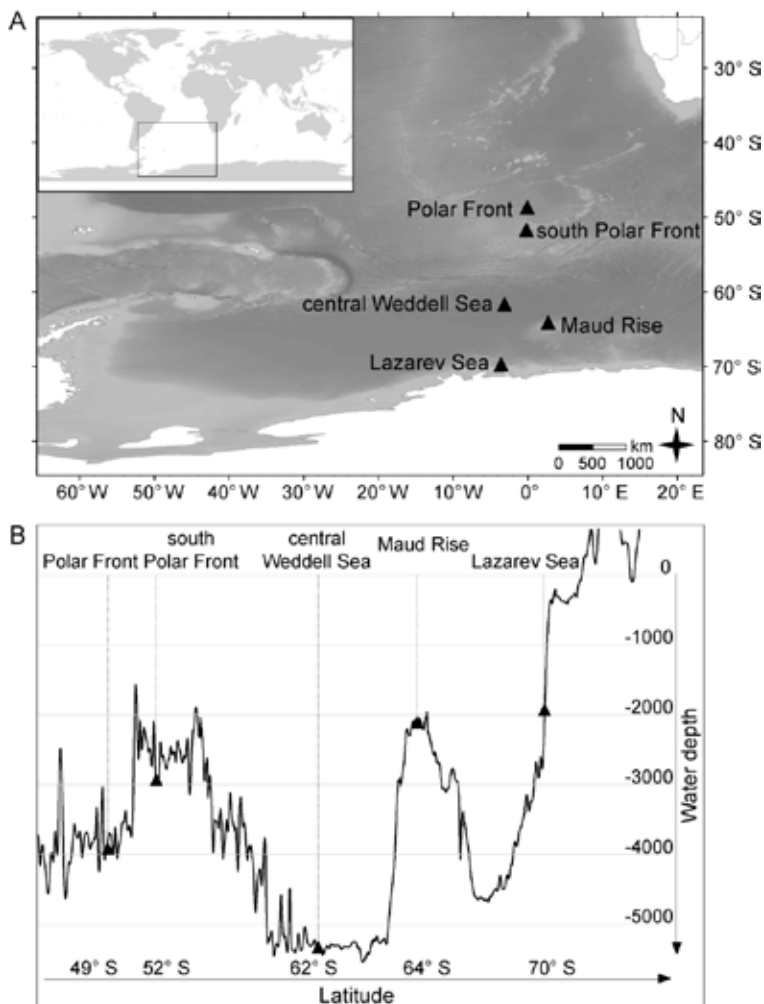 A
30° S
40° S
Polar Front
50° S
south Polar Front
central Weddell Sea
60° S
Maud Rise
Lazarev Sea
70° S
N
km
80° S
0 500 1000
60° W 50° W 40° W 30° W 20° W 10° W 0° 10° E 20° E
B
south central Maud Rise
Polar Front Polar Front Weddell Sea Lazarev Sea
0
-1000
-2000
-3000
-4000
-5000
Water depth
49° S 52° S 62° S 64° S 70° S
Latitude